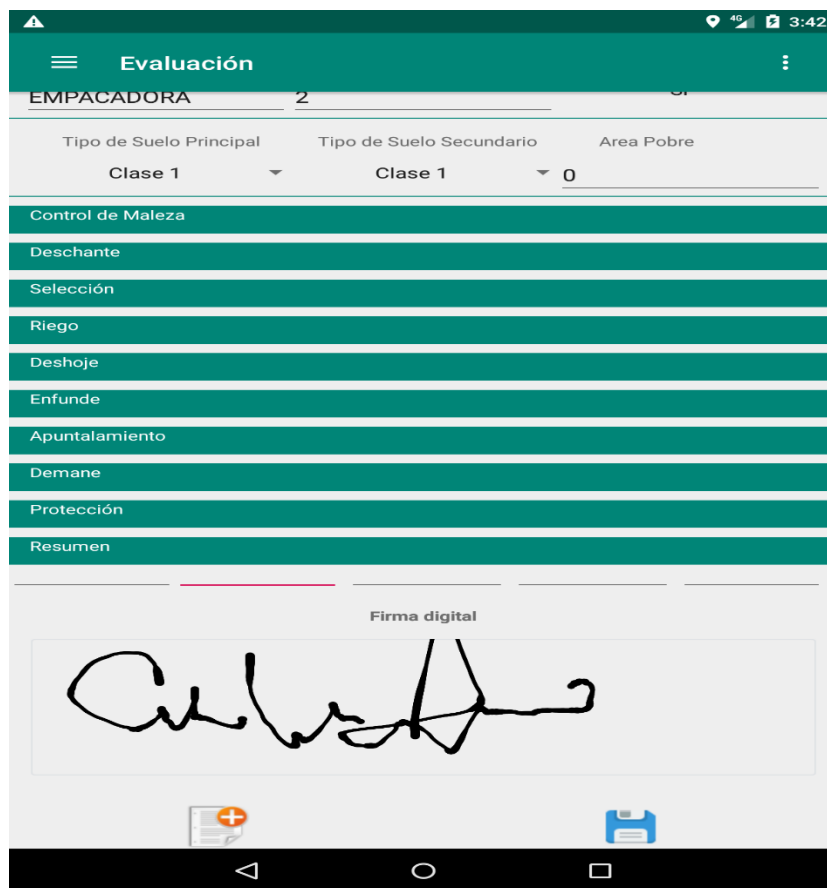 4G 3:42
Evaluación
EMPACADORA 2
Tipo de Suelo Principal Tipo de Suelo Secundario Area Pobre
Clase 1 Clase 1 0
Control de Maleza
Deschante
Selección
Riego
Deshoje
Enfunde
Apuntalamiento
Demane
Protección
Resumen
Firma digital